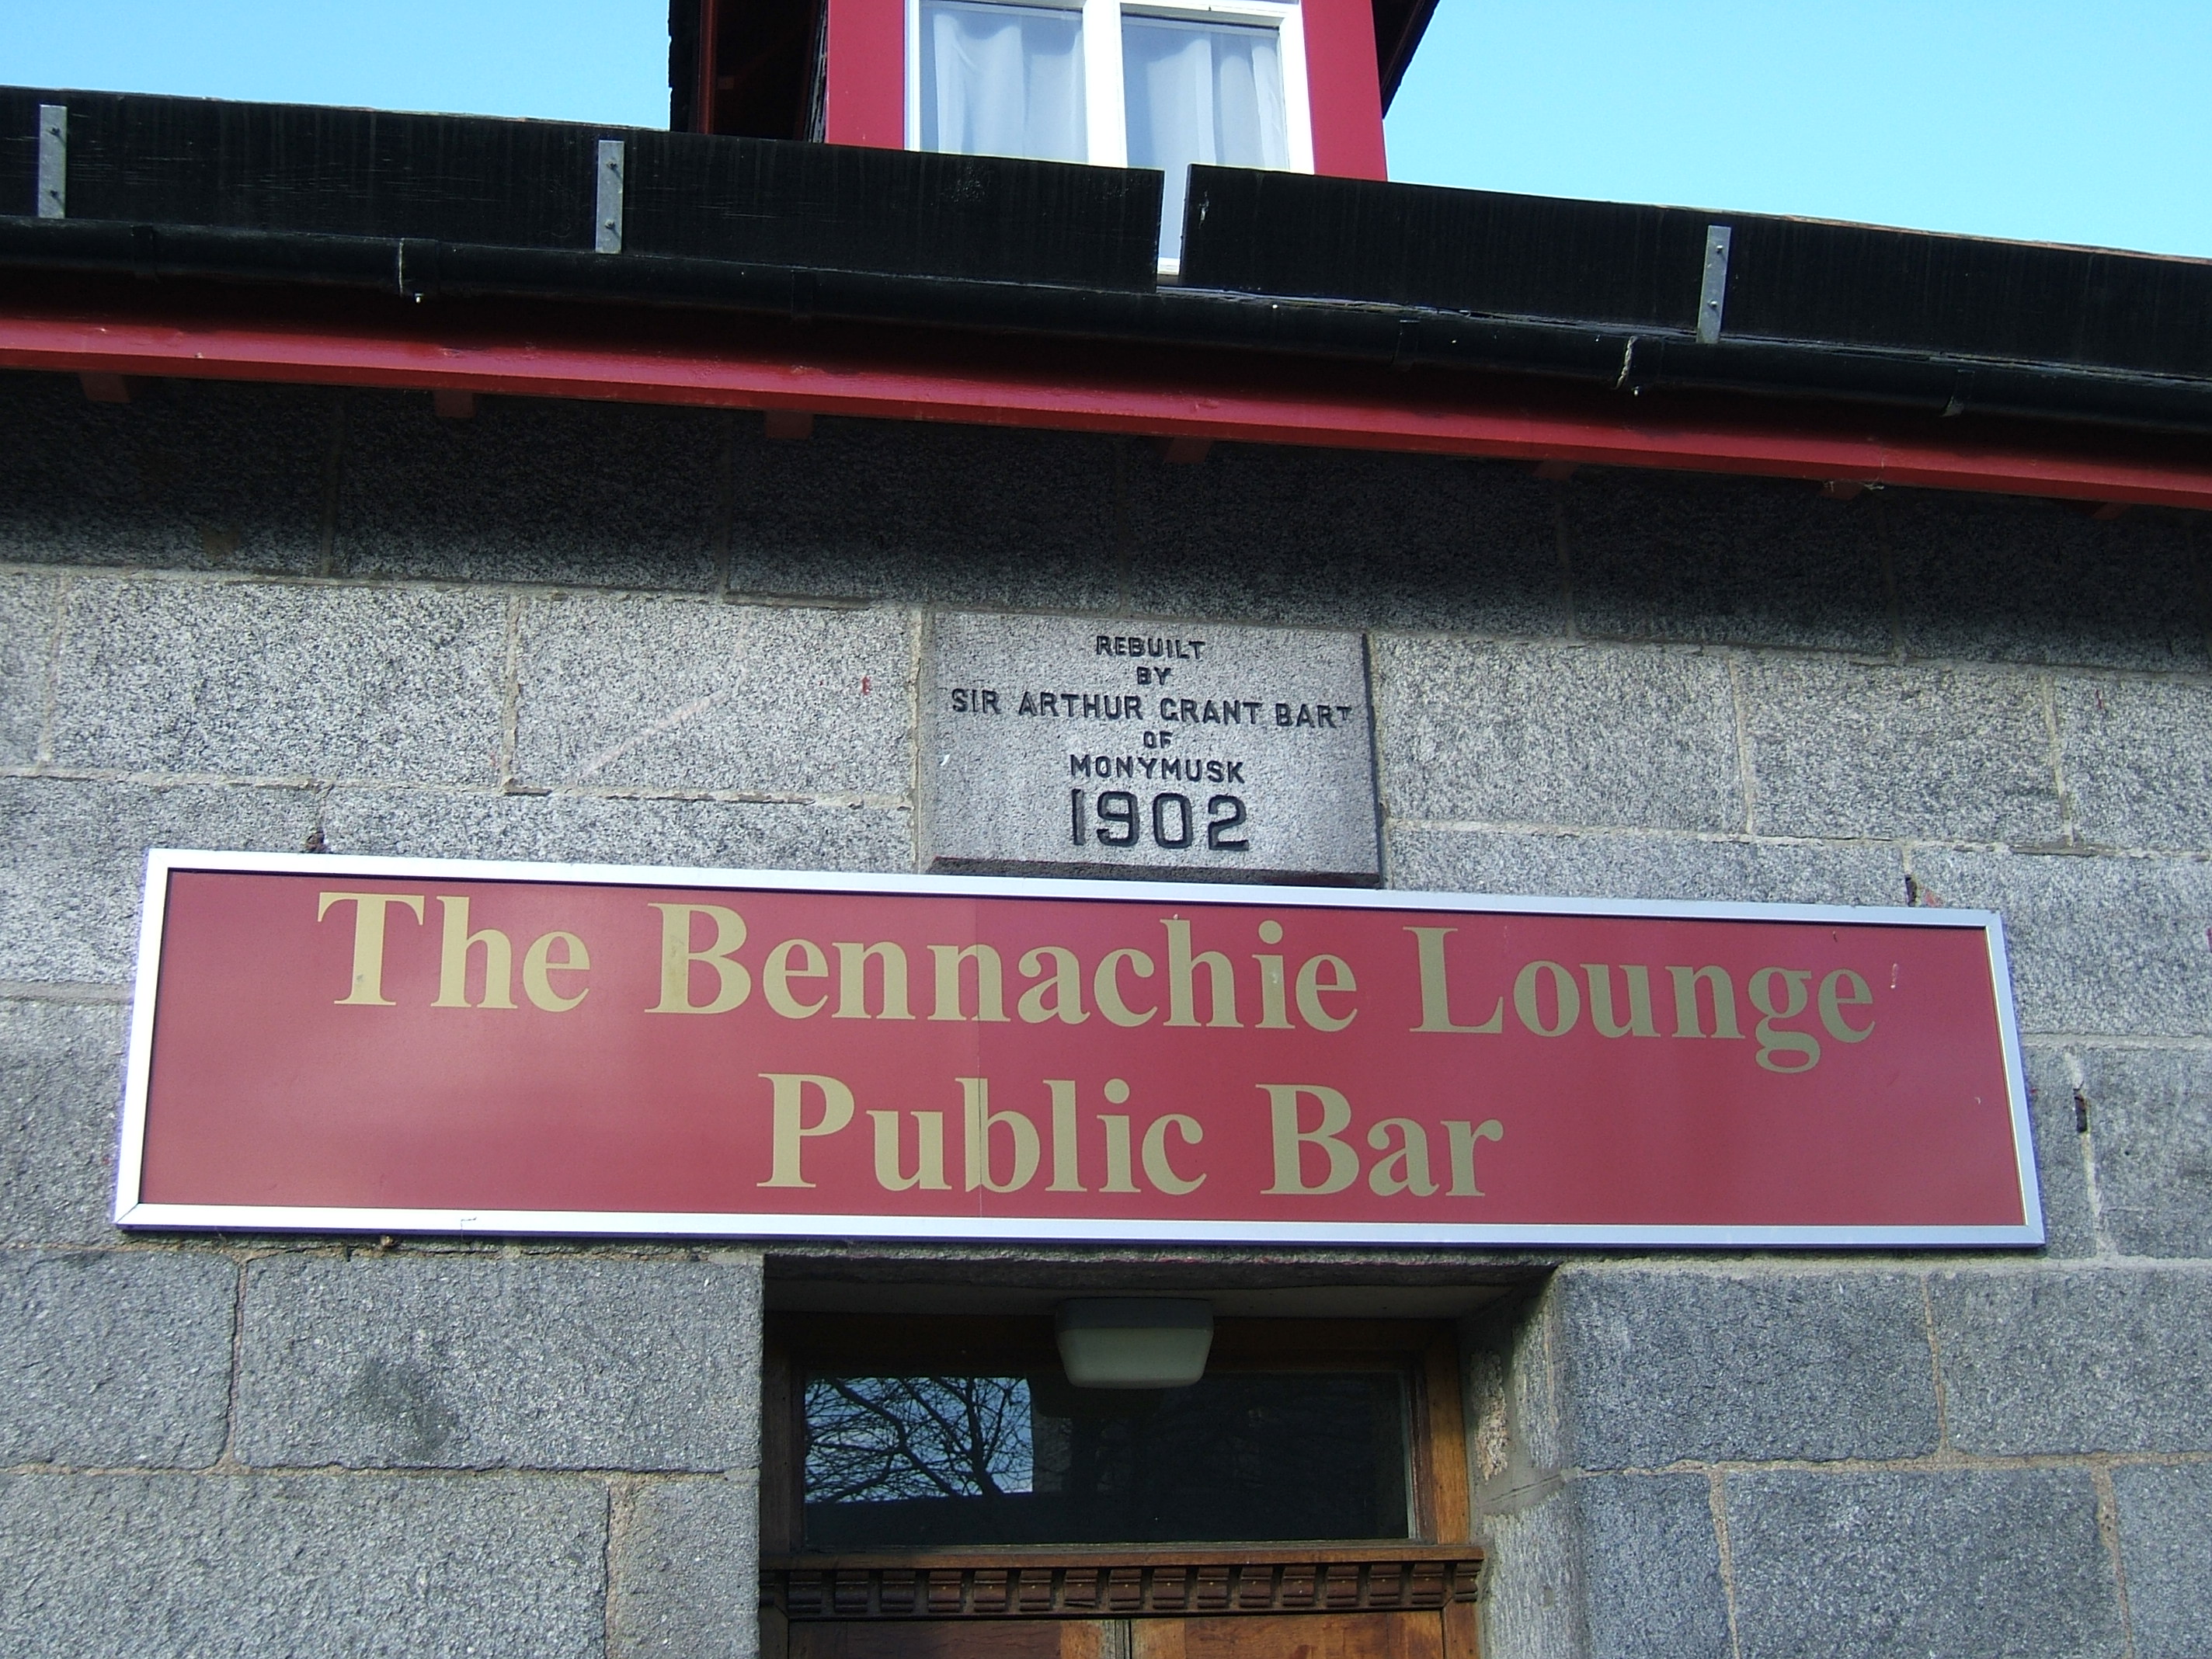 REBUILT
BY
SIR ARTHUR GRANT BART
OF
MONYMUSK
1902
The Bennachie Lounge
Public Bar